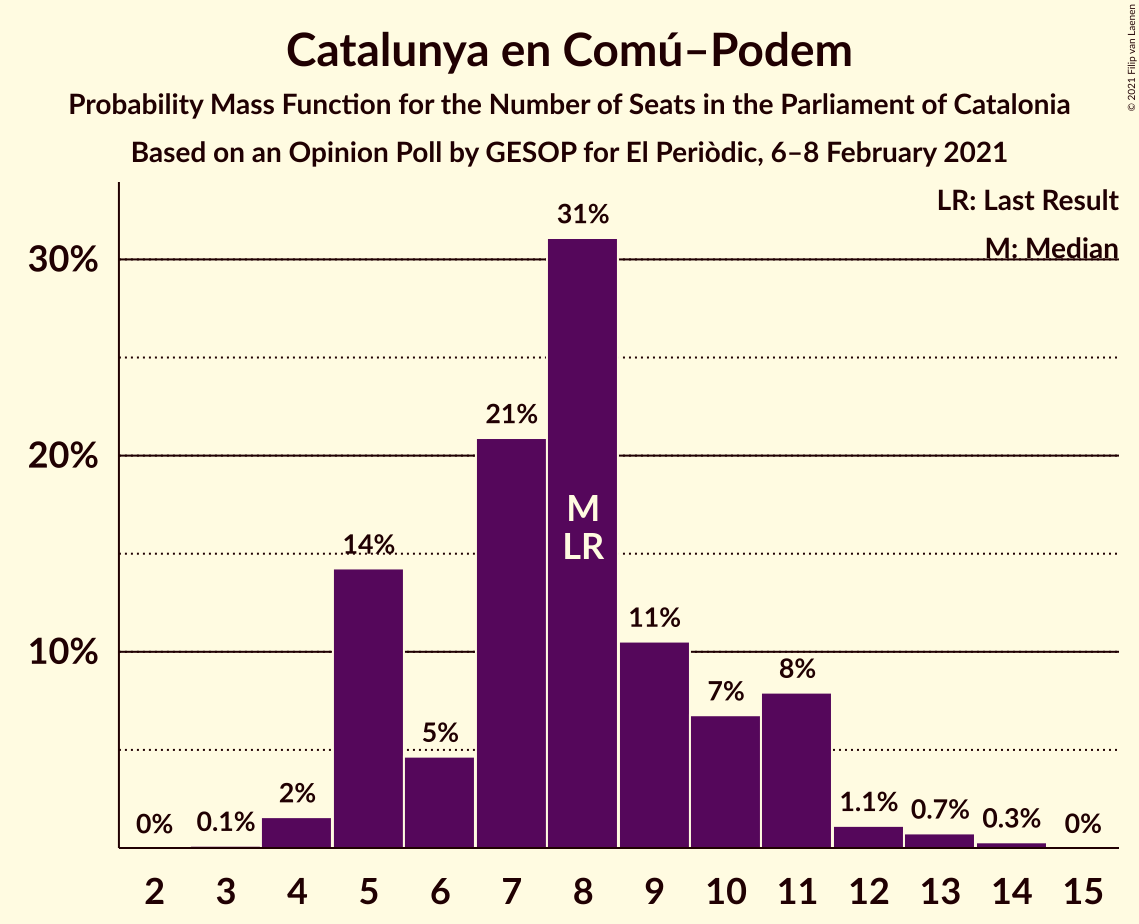 Catalunya en Comú–Podem
Probability Mass Function for the Number of Seats in the Parliament of Catalonia
Based on an Opinion Poll by GESOP for El Periòdic, 6–8 February 2021
© 2021 Filip van Laenen
LR: Last Result
M: Median
30%
20%
10%
0%
0.1%
2%
14%
5%
21%
31%
M
LR
11%
7%
8%
1.1%
0.7%
0.3%
0%
2 3 4 5 6 7 8 9 10 11 12 13 14 15